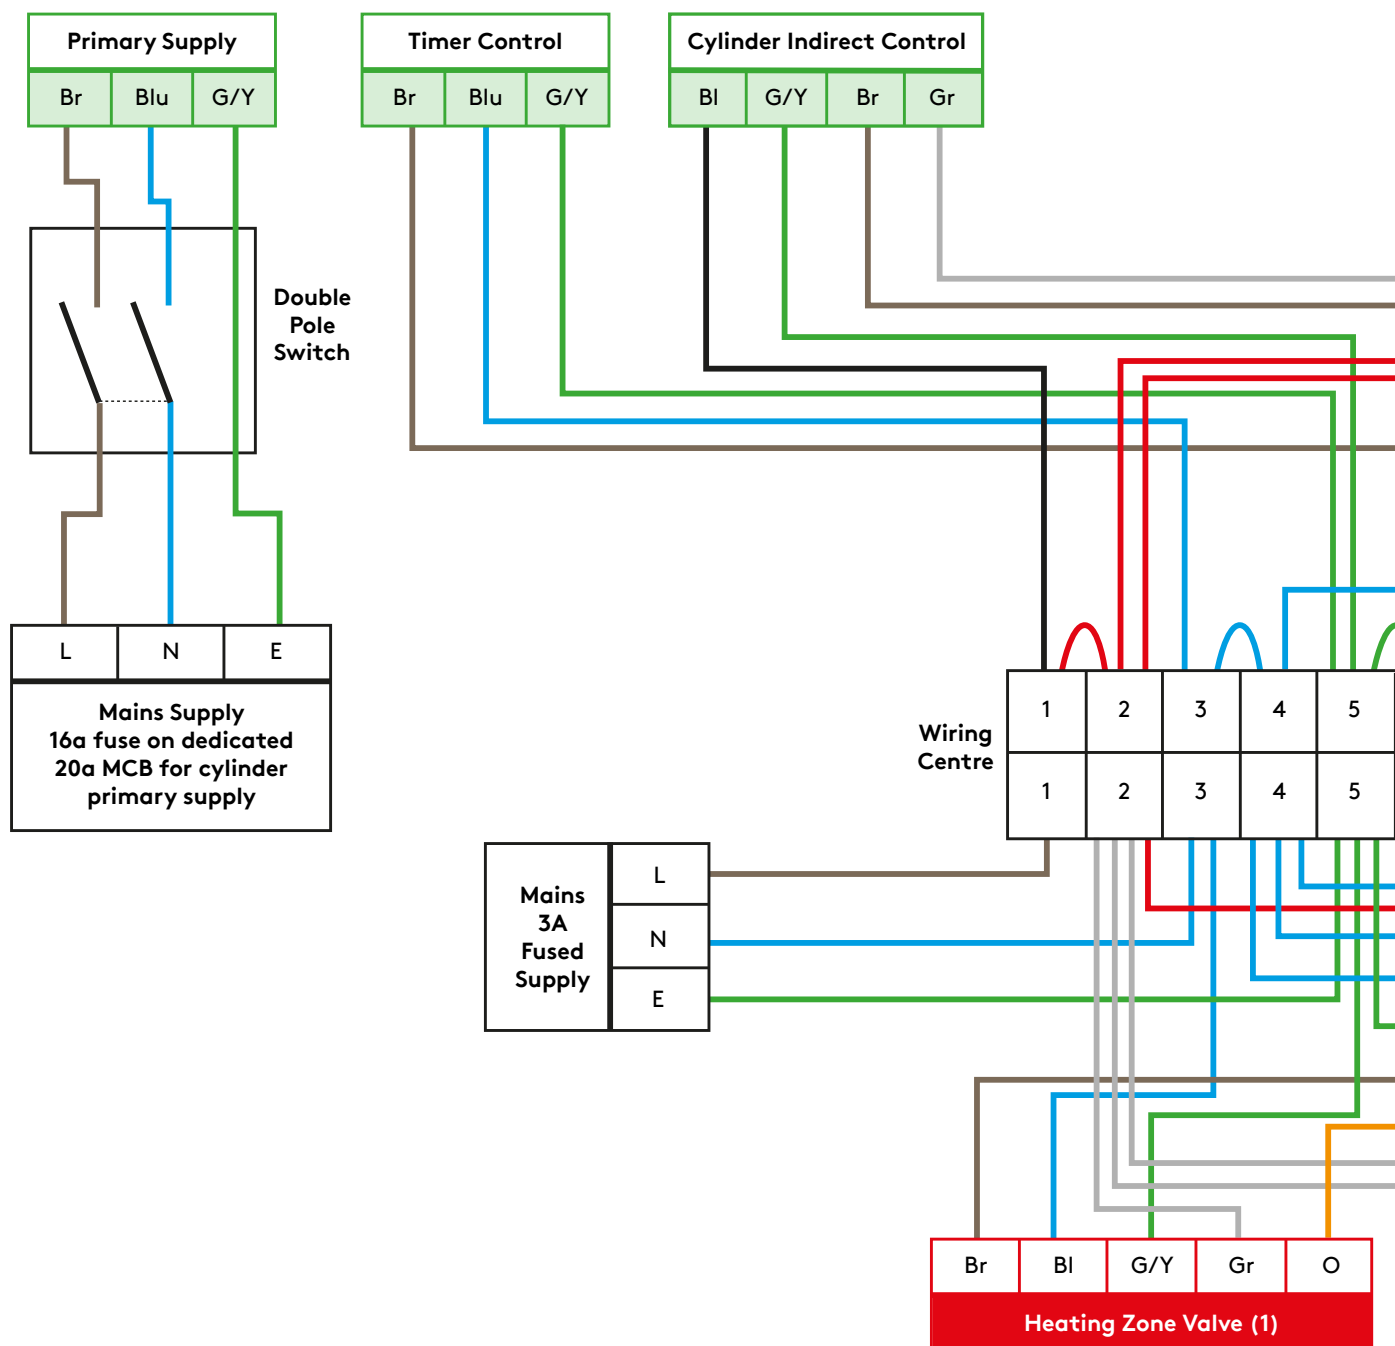 Primary Supply
Br Blu G/Y
Timer Control
Br Blu G/Y
Cylinder Indirect Control
Bl G/Y Br Gr
Double
Pole
Switch
L N E
Mains Supply
16a fuse on dedicated
20a MCB for cylinder
primary supply
Wiring
Centre
1 2 3 4 5
1 2 3 4 5
Mains
3A
Fused
Supply
L
N
E
Br Bl G/Y Gr O
Heating Zone Valve (1)